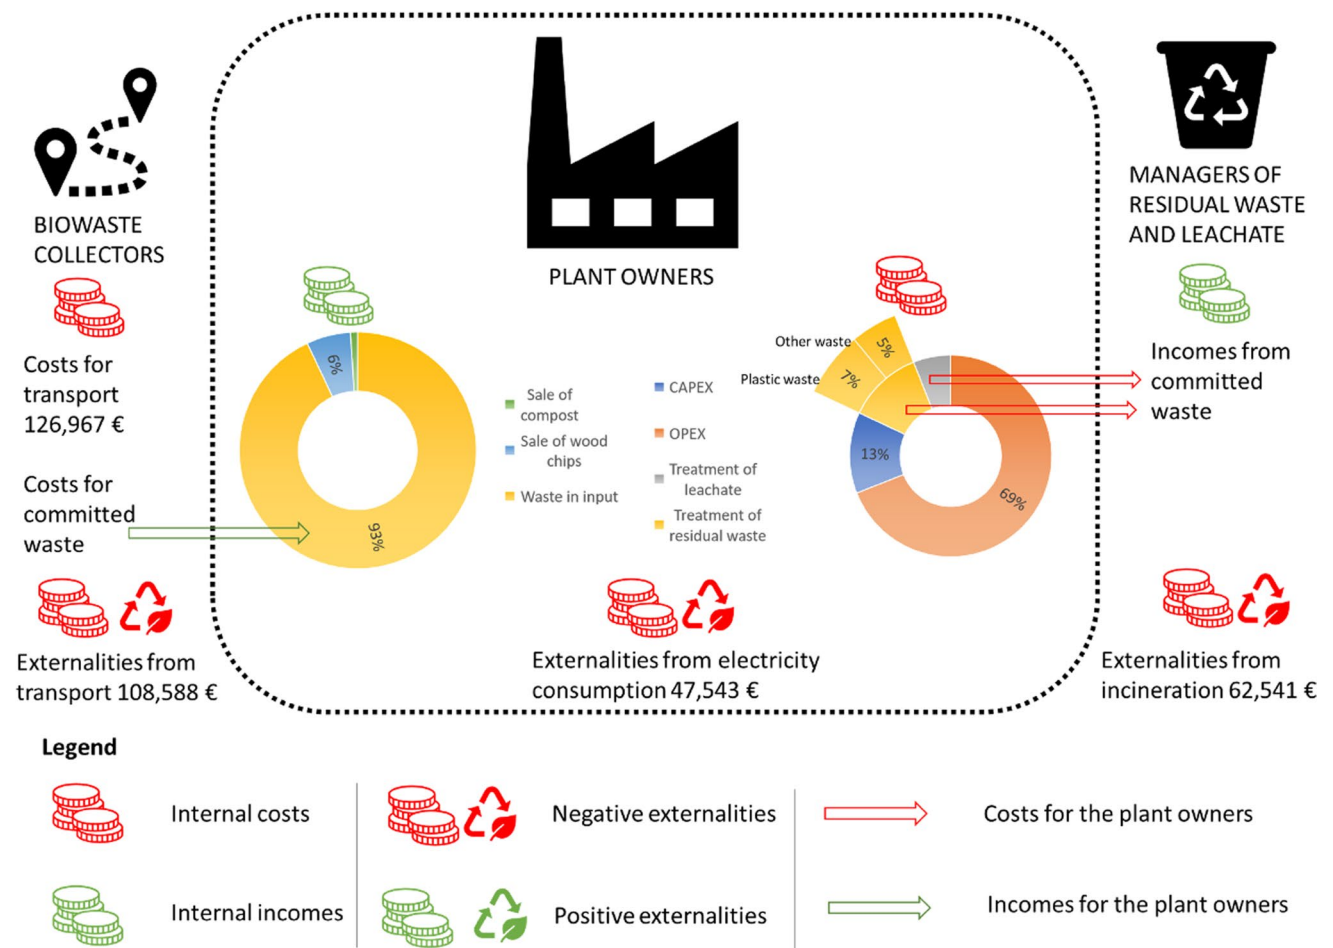 BIOWASTE
COLLECTORS
Costs for
transport
126,967 €
Costs for
committed
waste
Externalities from
transport 108,588 €
PLANT OWNERS
6%
93%
Sale of
compost
Sale of wood
chips
Waste in input
CAPEX
OPEX
Treatment of
leachate
Treatment of
residual waste
Other waste
5%
Plastic waste
7%
13%
69%
Externalities from electricity
consumption 47,543 €
MANAGERS OF
RESIDUAL WASTE
AND LEACHATE
Incomes from
committed
waste
Externalities from
incineration 62,541 €
Legend
Internal costs
Negative externalities
Costs for the plant owners
Internal incomes
Positive externalities
Incomes for the plant owners